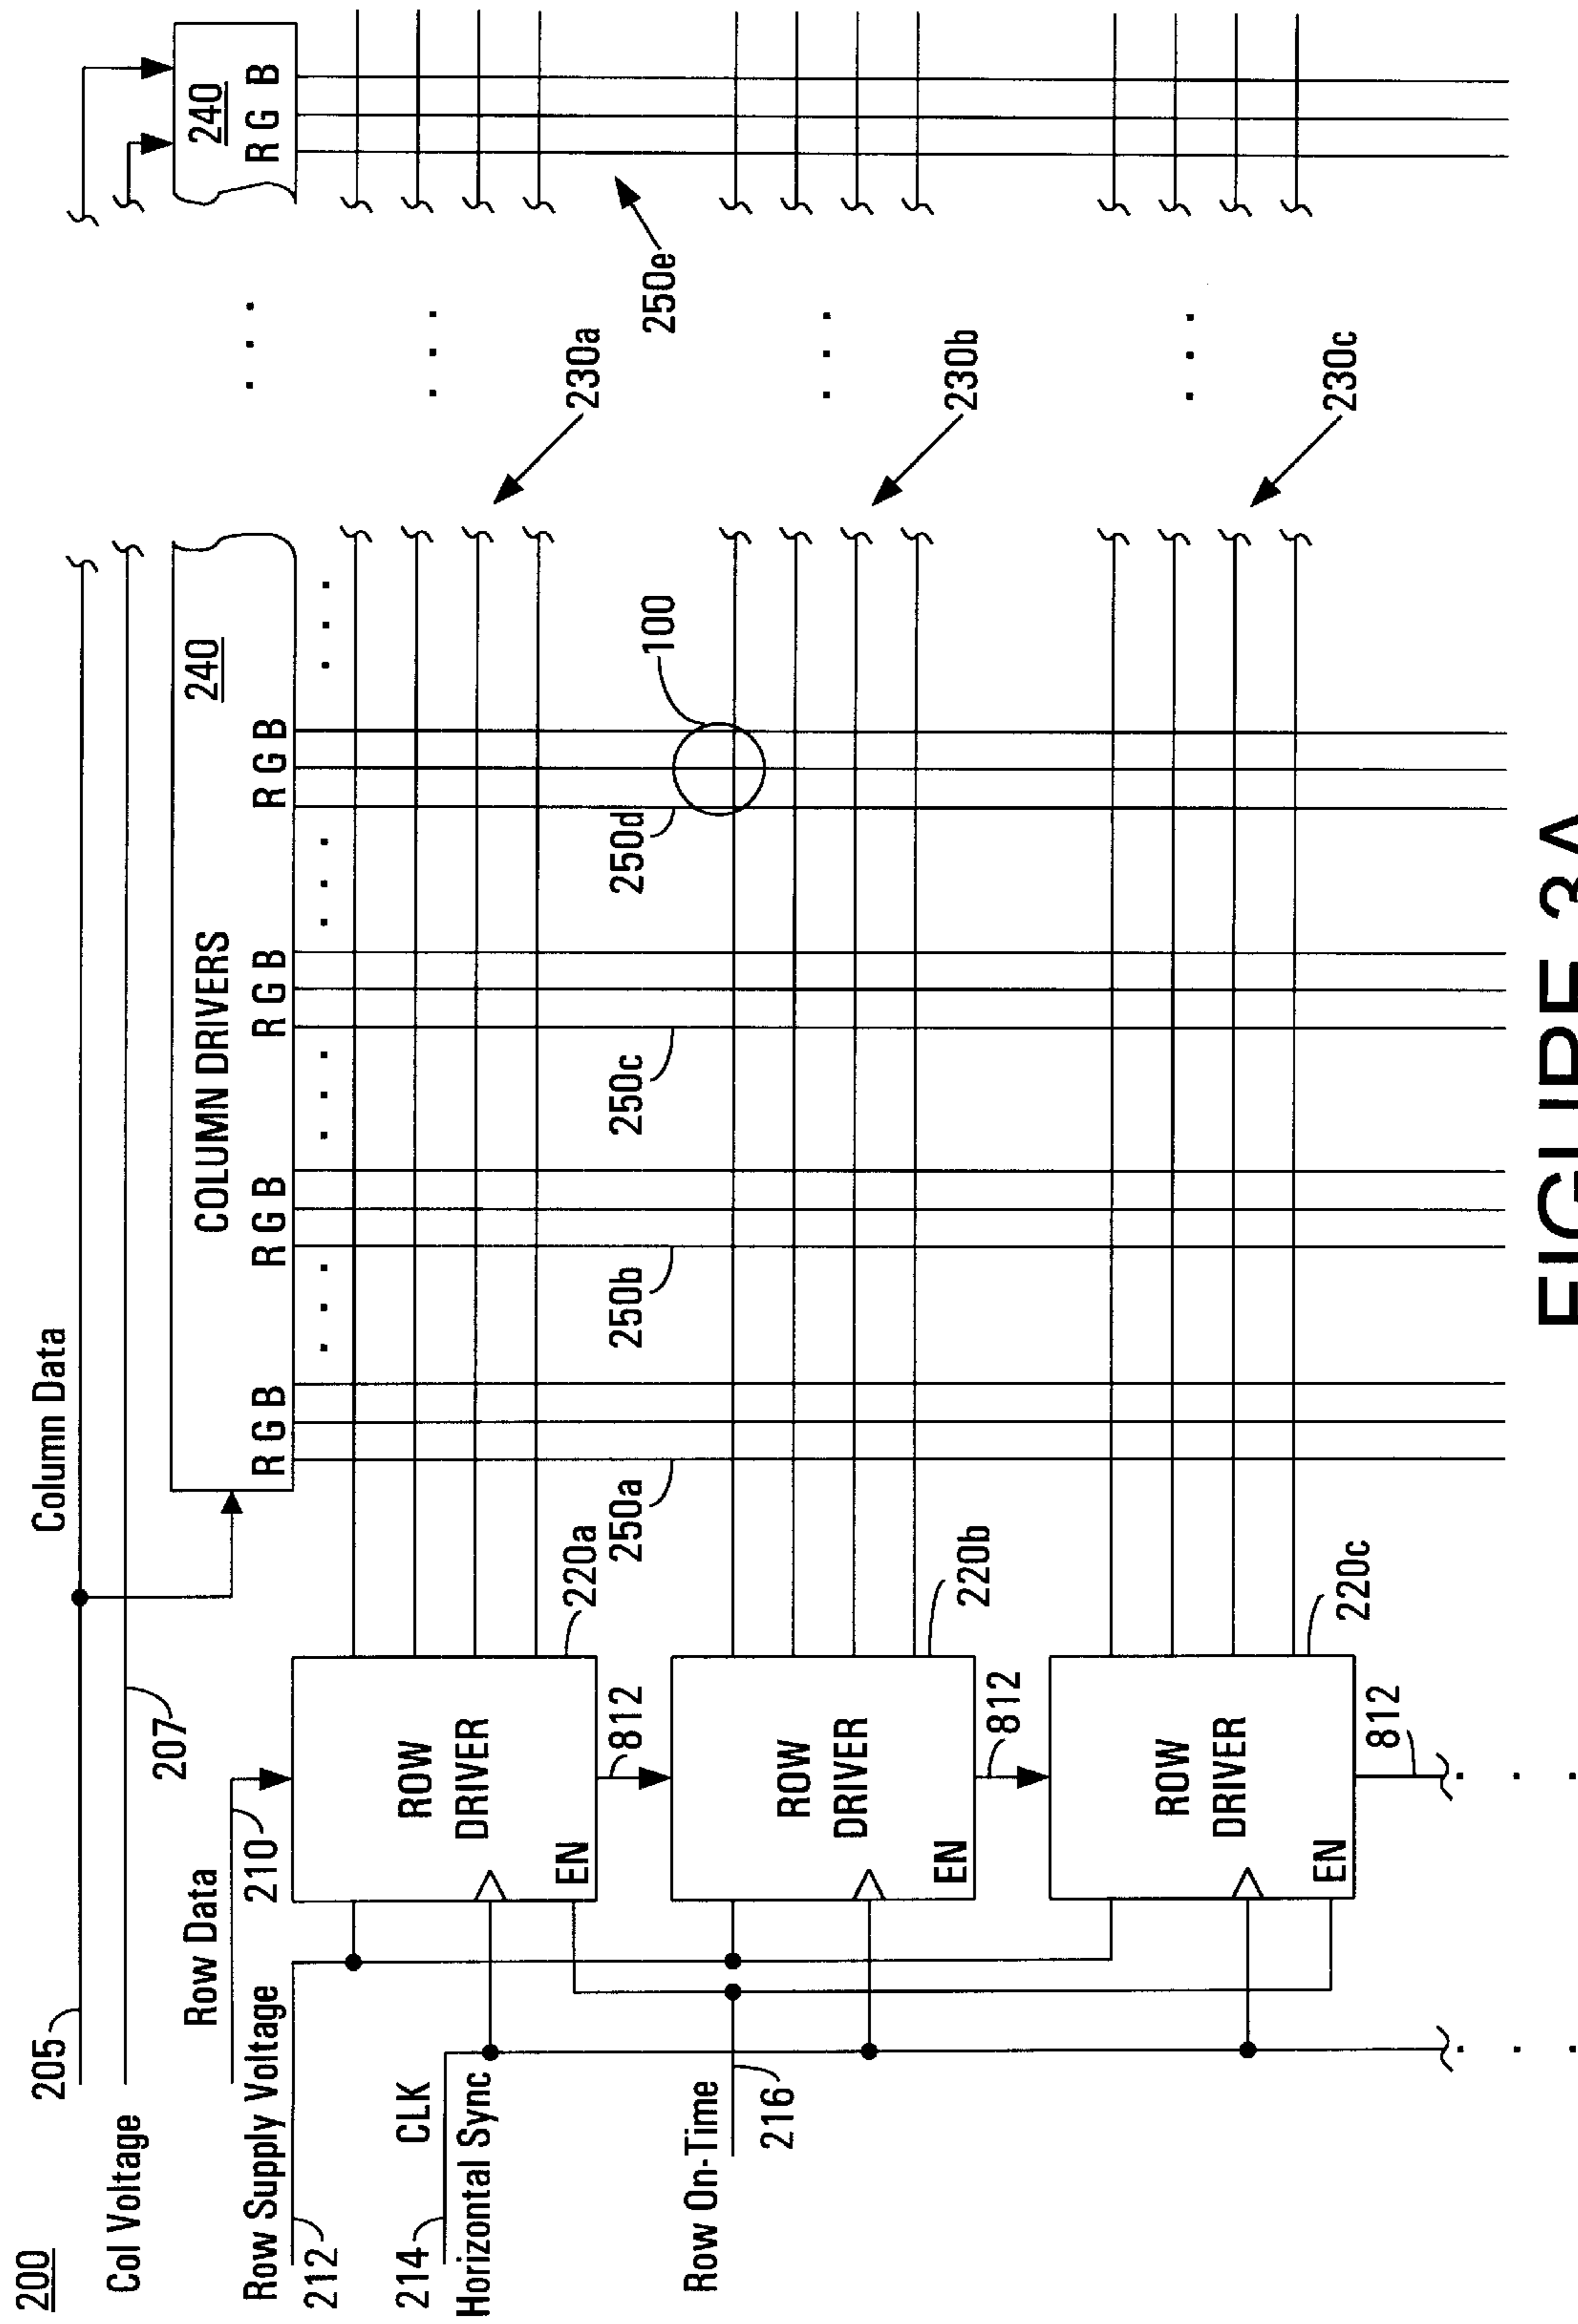 200
Column Data
205
Col Voltage
207
Row Data
210
COLUMN DRIVERS
240
240
R G B
R G B
R G B
R G B
R G B
Row Supply Voltage
212
ROW
DRIVER
EN
220a
230a
812
214
CLK
Horizontal Sync
250a
250b
250c
250d
100
250e
Row On-Time
216
ROW
DRIVER
EN
220b
230b
812
ROW
DRIVER
EN
220c
230c
812
FIGURE 3A